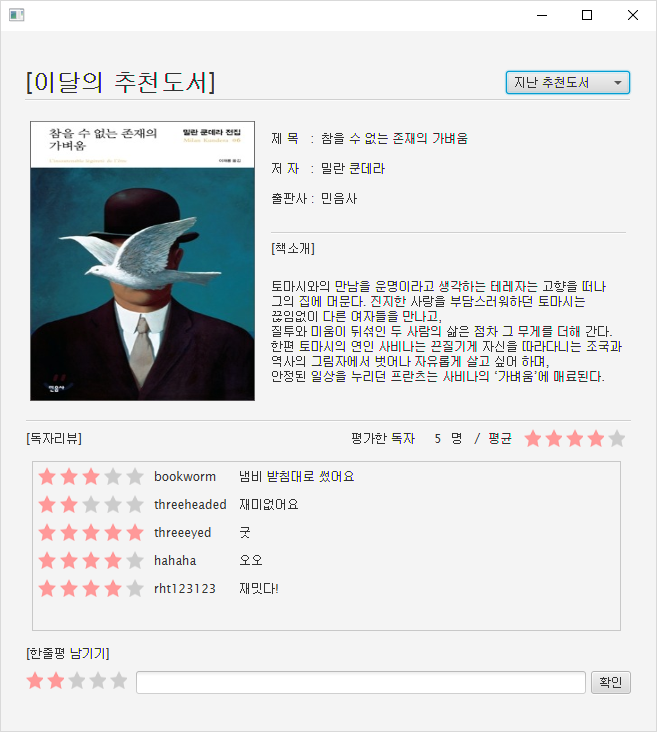 [이달의 추천도서]
지난 추천도서
참을 수 없는 존재의
가벼움
밀란 쿤데라 전집
민음사
제 목 : 참을 수 없는 존재의 가벼움
저 자 : 밀란 쿤데라
출판사 : 민음사
[책소개]
토마시와의 만남을 운명이라고 생각하는 테레자는 고향을 떠나
그의 집에 머문다. 진지한 사랑을 부담스러워하던 토마시는
끊임없이 다른 여자들을 만나고,
질투와 미움이 뒤섞인 두 사람의 삶은 점차 그 무게를 더해 간다.
한편 토마시의 연인 사비나는 끈질기게 자신을 따라다니는 조국과
역사의 그림자에서 벗어나 자유롭게 살고 싶어 하며,
안정된 일상을 누리던 프란츠는 사비나의 ‘가벼움’에 매료된다.
[독자리뷰]
평가한 독자 5 명 / 평균
bookworm 냄비 받침대로 썼어요
threeheaded 재미없어요
threeeyed 굿
hahaha 오오
rht123123 재밋다!
[한줄평 남기기]
확인